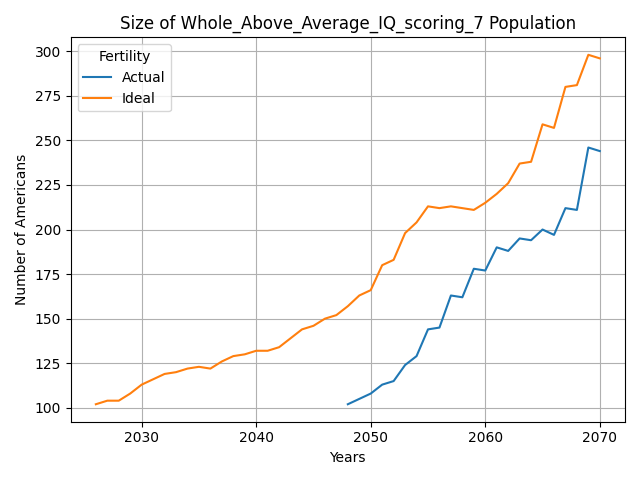 Size of Whole_Above_Average_IQ_scoring_7 Population
Fertility
Actual
Ideal
Number of Americans
300
275
250
225
200
175
150
125
100
2030 2040 2050 2060 2070
Years